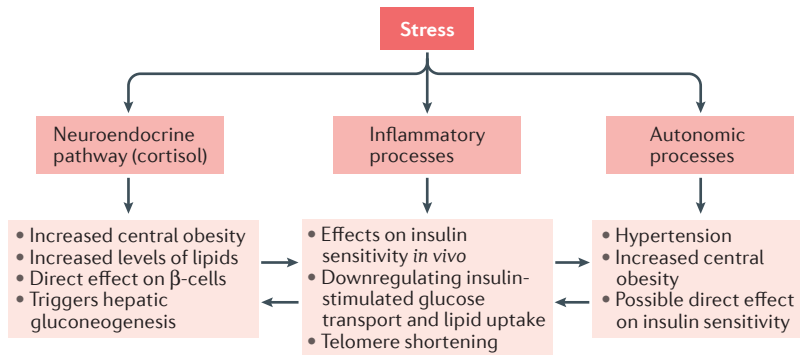 Stress
Neuroendocrine
pathway (cortisol)
Inflammatory
processes
Autonomic
processes
• Increased central obesity
• Increased levels of lipids
• Direct effect on β-cells
• Triggers hepatic
gluconeogenesis
• Effects on insulin
sensitivity in vivo
• Downregulating insulin-
stimulated glucose
transport and lipid uptake
• Telomere shortening
• Hypertension
• Increased central
obesity
• Possible direct effect
on insulin sensitivity